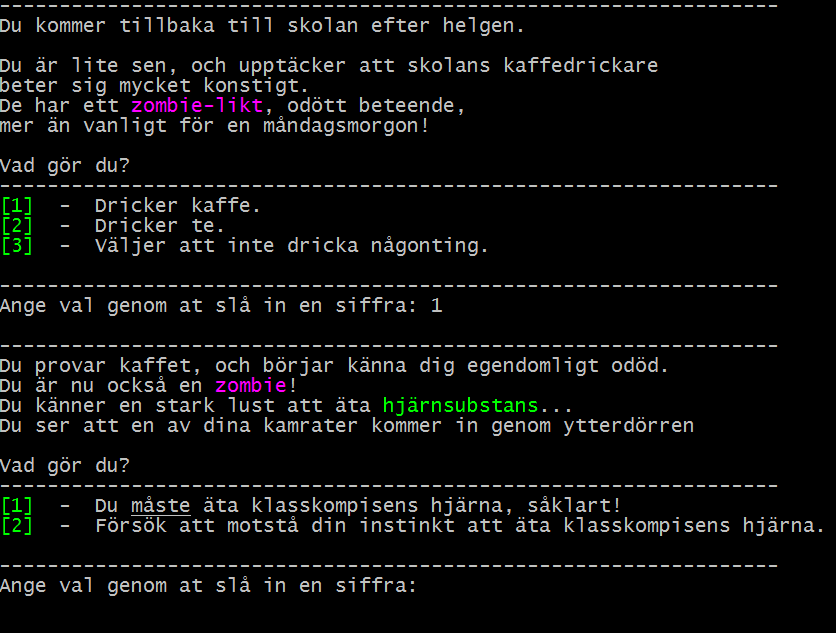 -----------------------------------------------------------------
Du kommer tillbaka till skolan efter helgen.
Du är lite sen, och upptäcker att skolans kaffedrickare
beter sig mycket konstigt.
De har ett zombie-likt, odött beteende,
mer än vanligt för en måndagsmorgon!
Vad gör du?
-----------------------------------------------------------------
[1]  -  Dricker kaffe.
[2]  -  Dricker te.
[3]  -  Väljer att inte dricka någonting.
-----------------------------------------------------------------
Ange val genom at slå in en siffra: 1
-----------------------------------------------------------------
Du provar kaffet, och börjar känna dig egendomligt odöd.
Du är nu också en zombie!
Du känner en stark lust att äta hjärnsubstans...
Du ser att en av dina kamrater kommer in genom ytterdörren
Vad gör du?
-----------------------------------------------------------------
[1]  -  Du måste äta klasskompisens hjärna, såklart!
[2]  -  Försök att motstå din instinkt att äta klasskompisens hjärna.
-----------------------------------------------------------------
Ange val genom at slå in en siffra: